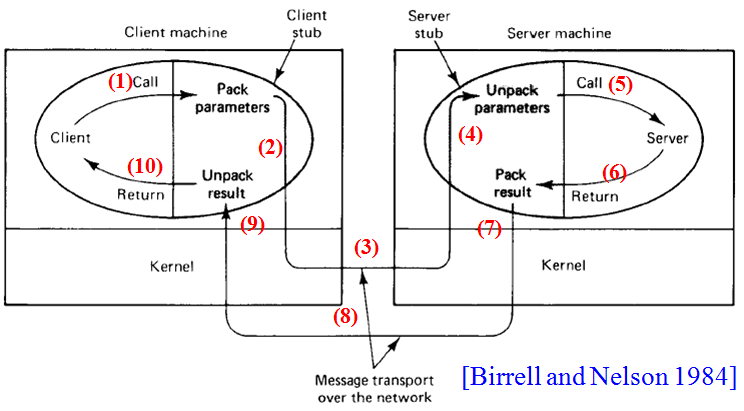 Client machine
Client
stub
Server
stub
Server machine
(1)
Call
Pack
parameters
Unpack
parameters
Call
(5)
Client
(2)
(4)
Server
(10)
Return
Unpack
result
Pack
result
(6)
Return
(9)
(7)
(3)
Kernel
Kernel
(8)
Message transport
over the network
[Birrell and Nelson 1984]